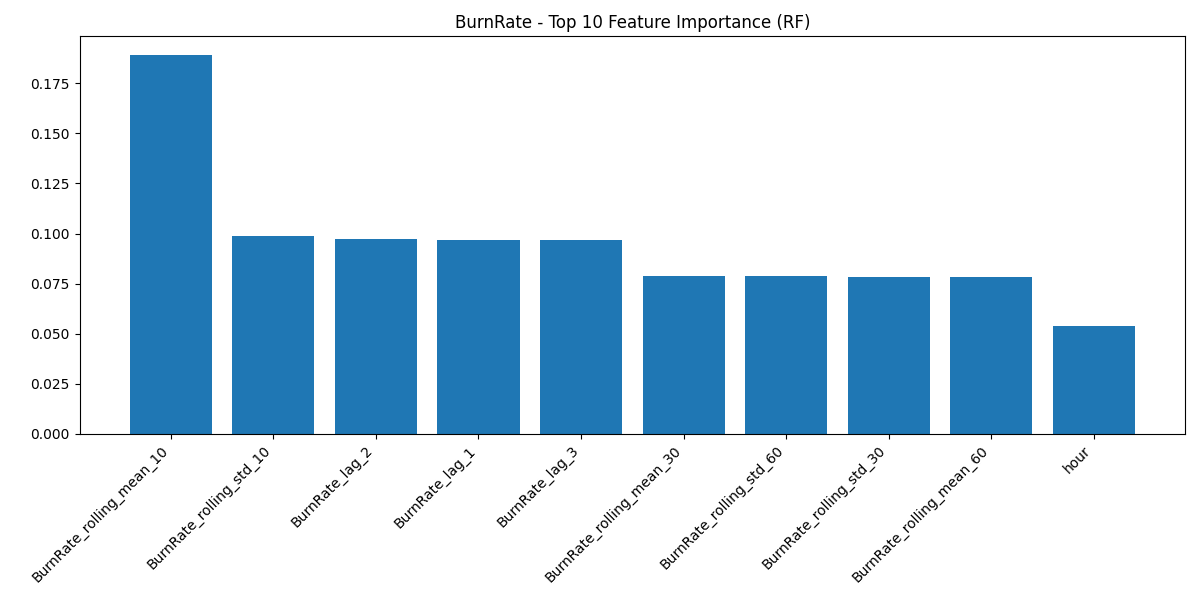 BurnRate - Top 10 Feature Importance (RF)
0.175
0.150
0.125
0.100
0.075
0.050
0.025
0.000
BurnRate_rolling_mean_10
BurnRate_rolling_std_10
BurnRate_lag_2
BurnRate_lag_1
BurnRate_lag_3
BurnRate_rolling_mean_30
BurnRate_rolling_std_60
BurnRate_rolling_std_30
BurnRate_rolling_mean_60
hour